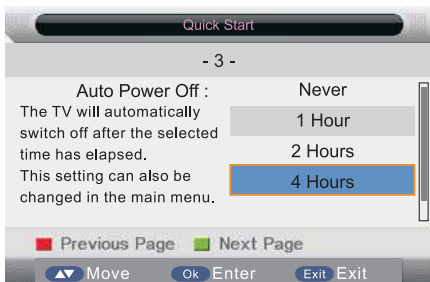 Quick Start
- 3 -
Auto Power Off :
The TV will automatically
switch off after the selected
time has elapsed.
This setting can also be
changed in the main menu.
Never
1 Hour
2 Hours
4 Hours
Previous Page Next Page
Move Ok Enter Exit Exit